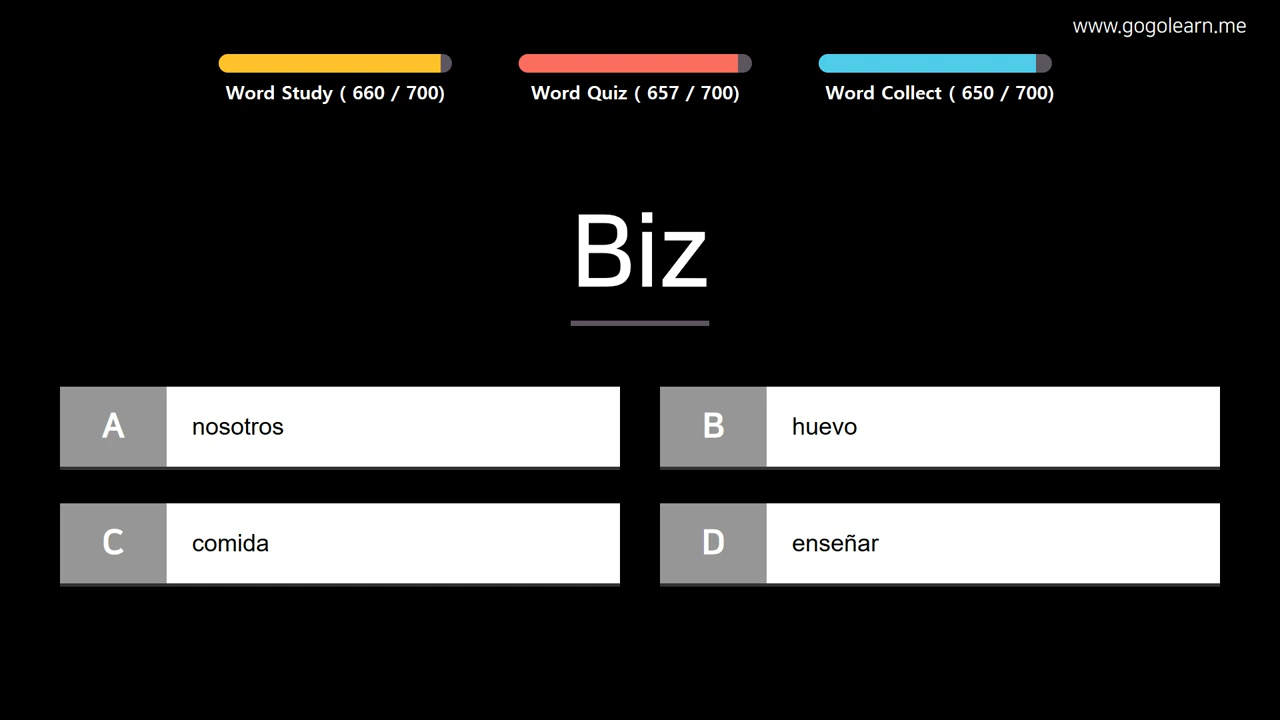 www.gogolearn.me
Word Study ( 660 / 700)
Word Quiz ( 657 / 700)
Word Collect ( 650 / 700)
Biz
A nosotros
B huevo
C comida
D enseñar